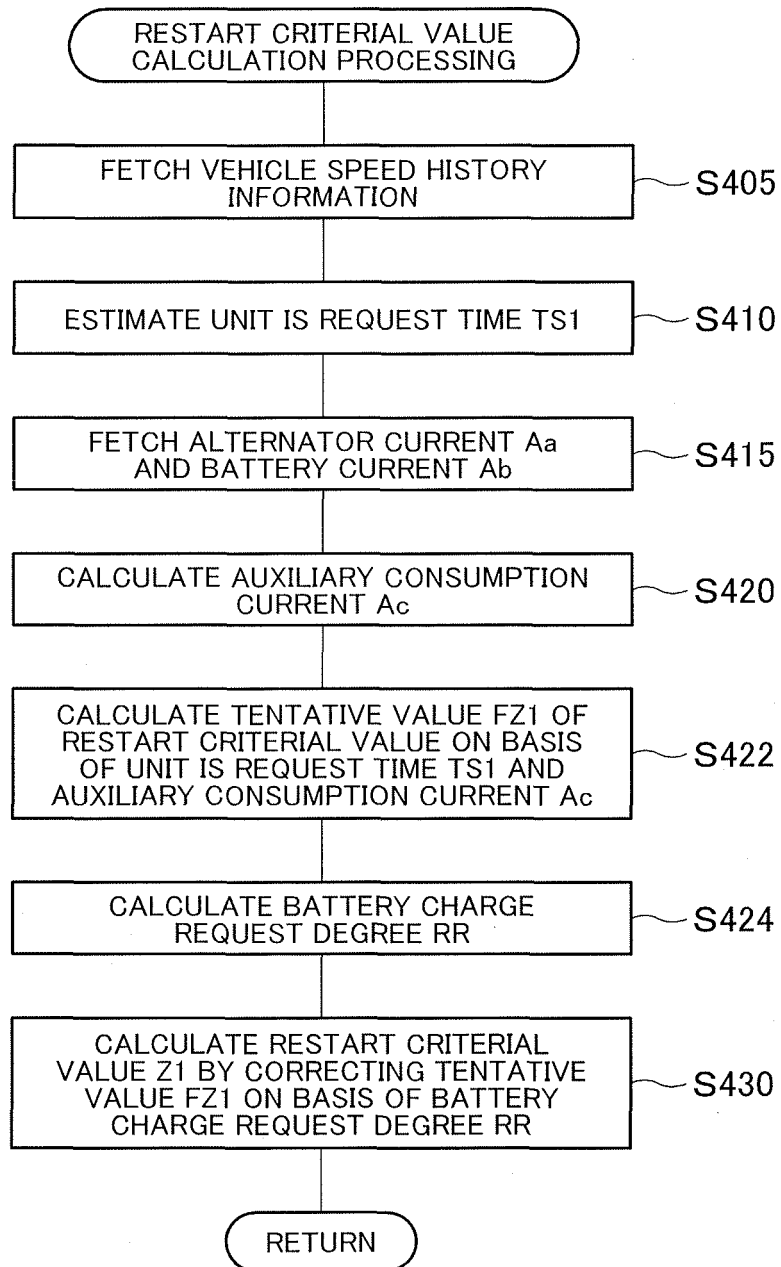 RESTART CRITERIAL VALUE
CALCULATION PROCESSING
FETCH VEHICLE SPEED HISTORY
INFORMATION
S405
ESTIMATE UNIT IS REQUEST TIME TS1
S410
FETCH ALTERNATOR CURRENT Aa
AND BATTERY CURRENT Ab
S415
CALCULATE AUXILIARY CONSUMPTION
CURRENT Ac
S420
CALCULATE TENTATIVE VALUE FZ1 OF
RESTART CRITERIAL VALUE ON BASIS
OF UNIT IS REQUEST TIME TS1 AND
AUXILIARY CONSUMPTION CURRENT Ac
S422
CALCULATE BATTERY CHARGE
REQUEST DEGREE RR
S424
CALCULATE RESTART CRITERIAL
VALUE Z1 BY CORRECTING TENTATIVE
VALUE FZ1 ON BASIS OF BATTERY
CHARGE REQUEST DEGREE RR
S430
RETURN